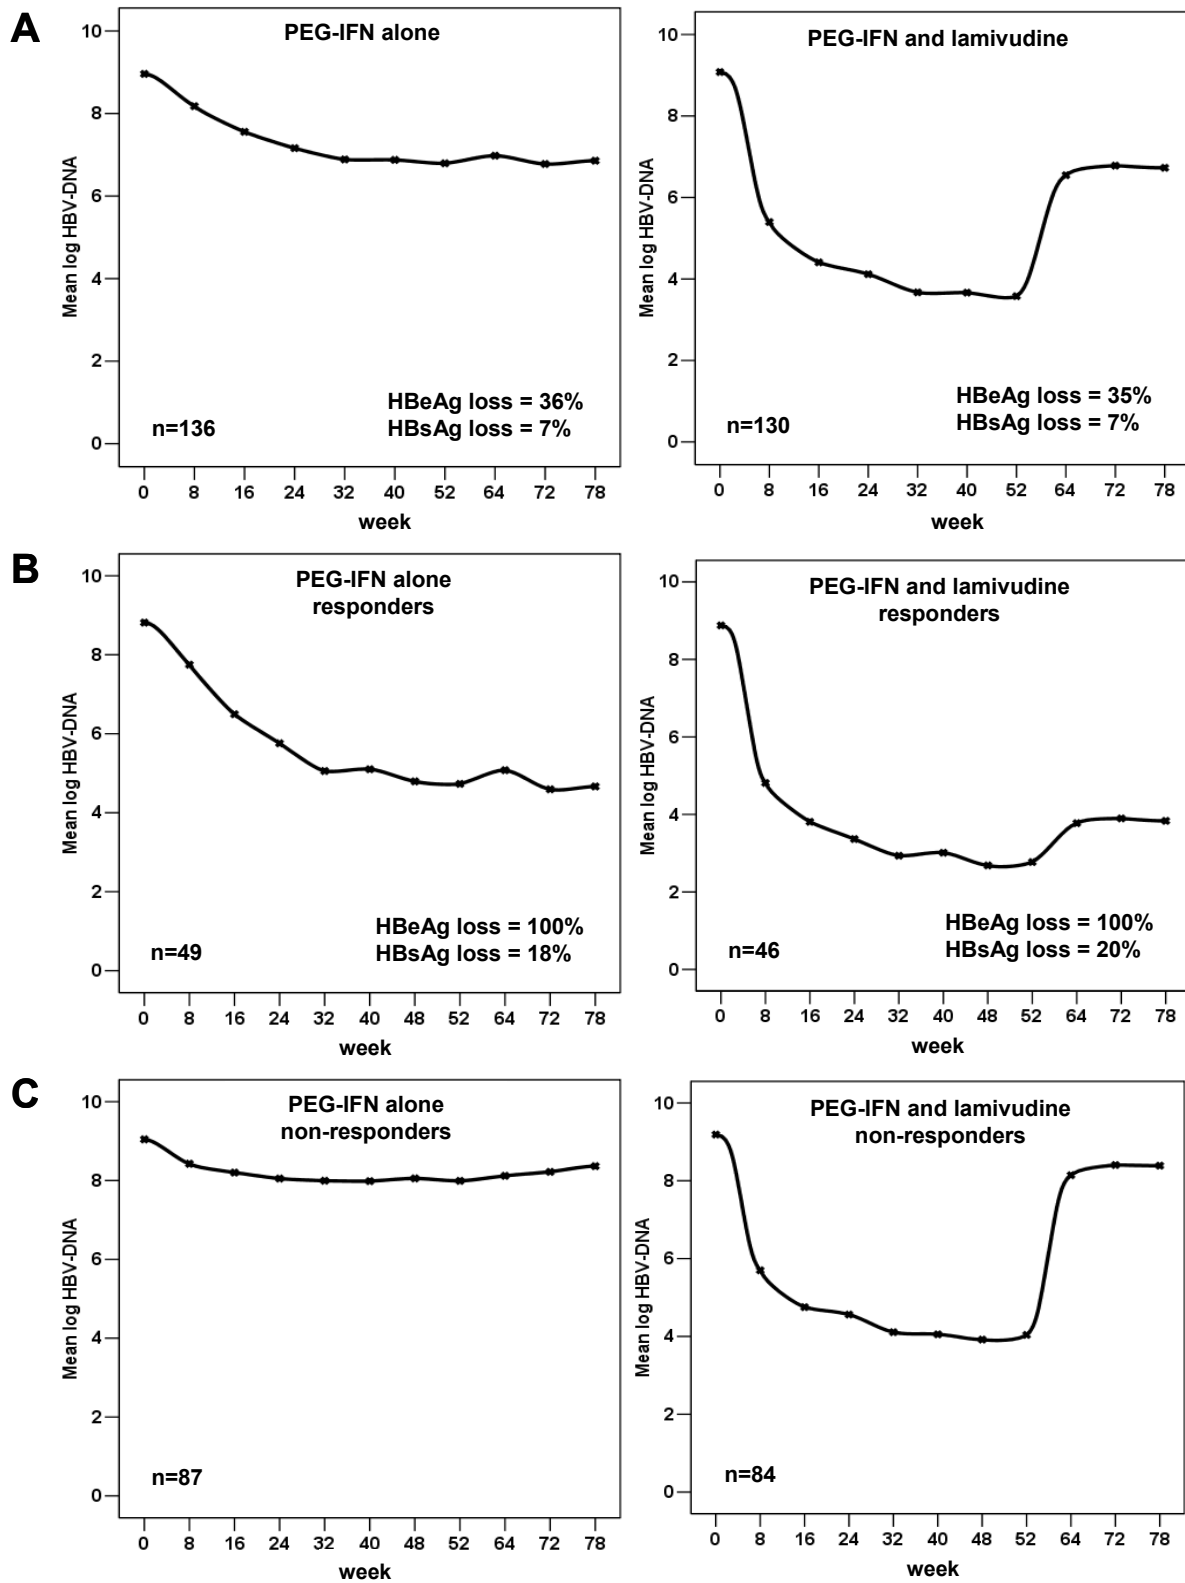 A
PEG-IFN alone
Mean log HBV-DNA
10
8
6
4
2
0
HBeAg loss = 36%
HBsAg loss = 7%
n=136
0 8 16 24 32 40 52 64 72 78
week
PEG-IFN and lamivudine
Mean log HBV-DNA
10
8
6
4
2
0
HBeAg loss = 35%
HBsAg loss = 7%
n=130
0 8 16 24 32 40 52 64 72 78
week
B
PEG-IFN alone
responders
Mean log HBV-DNA
10
8
6
4
2
0
HBeAg loss = 100%
HBsAg loss = 18%
n=49
0 8 16 24 32 40 48 52 64 72 78
week
PEG-IFN and lamivudine
responders
Mean log HBV-DNA
10
8
6
4
2
0
HBeAg loss = 100%
HBsAg loss = 20%
n=46
0 8 16 24 32 40 48 52 64 72 78
week
C
PEG-IFN alone
non-responders
Mean log HBV-DNA
10
8
6
4
2
0
n=87
0 8 16 24 32 40 48 52 64 72 78
week
PEG-IFN and lamivudine
non-responders
Mean log HBV-DNA
10
8
6
4
2
0
n=84
0 8 16 24 32 40 48 52 64 72 78
week